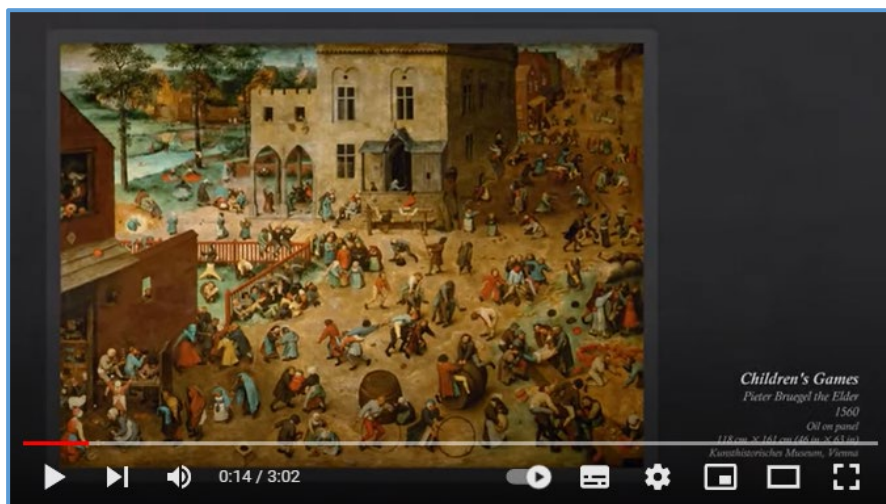 Children's Games
Pieter Bruegel the Elder
1560
Oil on panel
118 cm × 161 cm (46 in × 63 in)
Kunsthistorisches Museum, Vienna
0:14 / 3:02